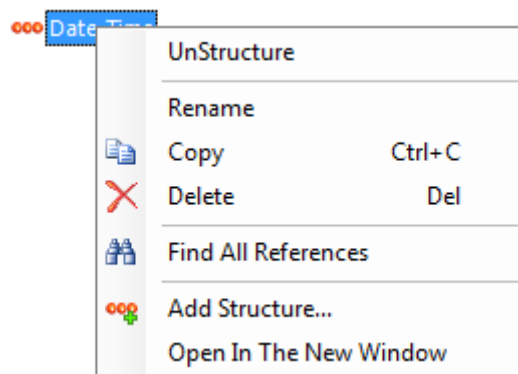 Date Time
UnStructure
Rename
Copy Ctrl+C
Delete Del
Find All References
Add Structure...
Open In The New Window